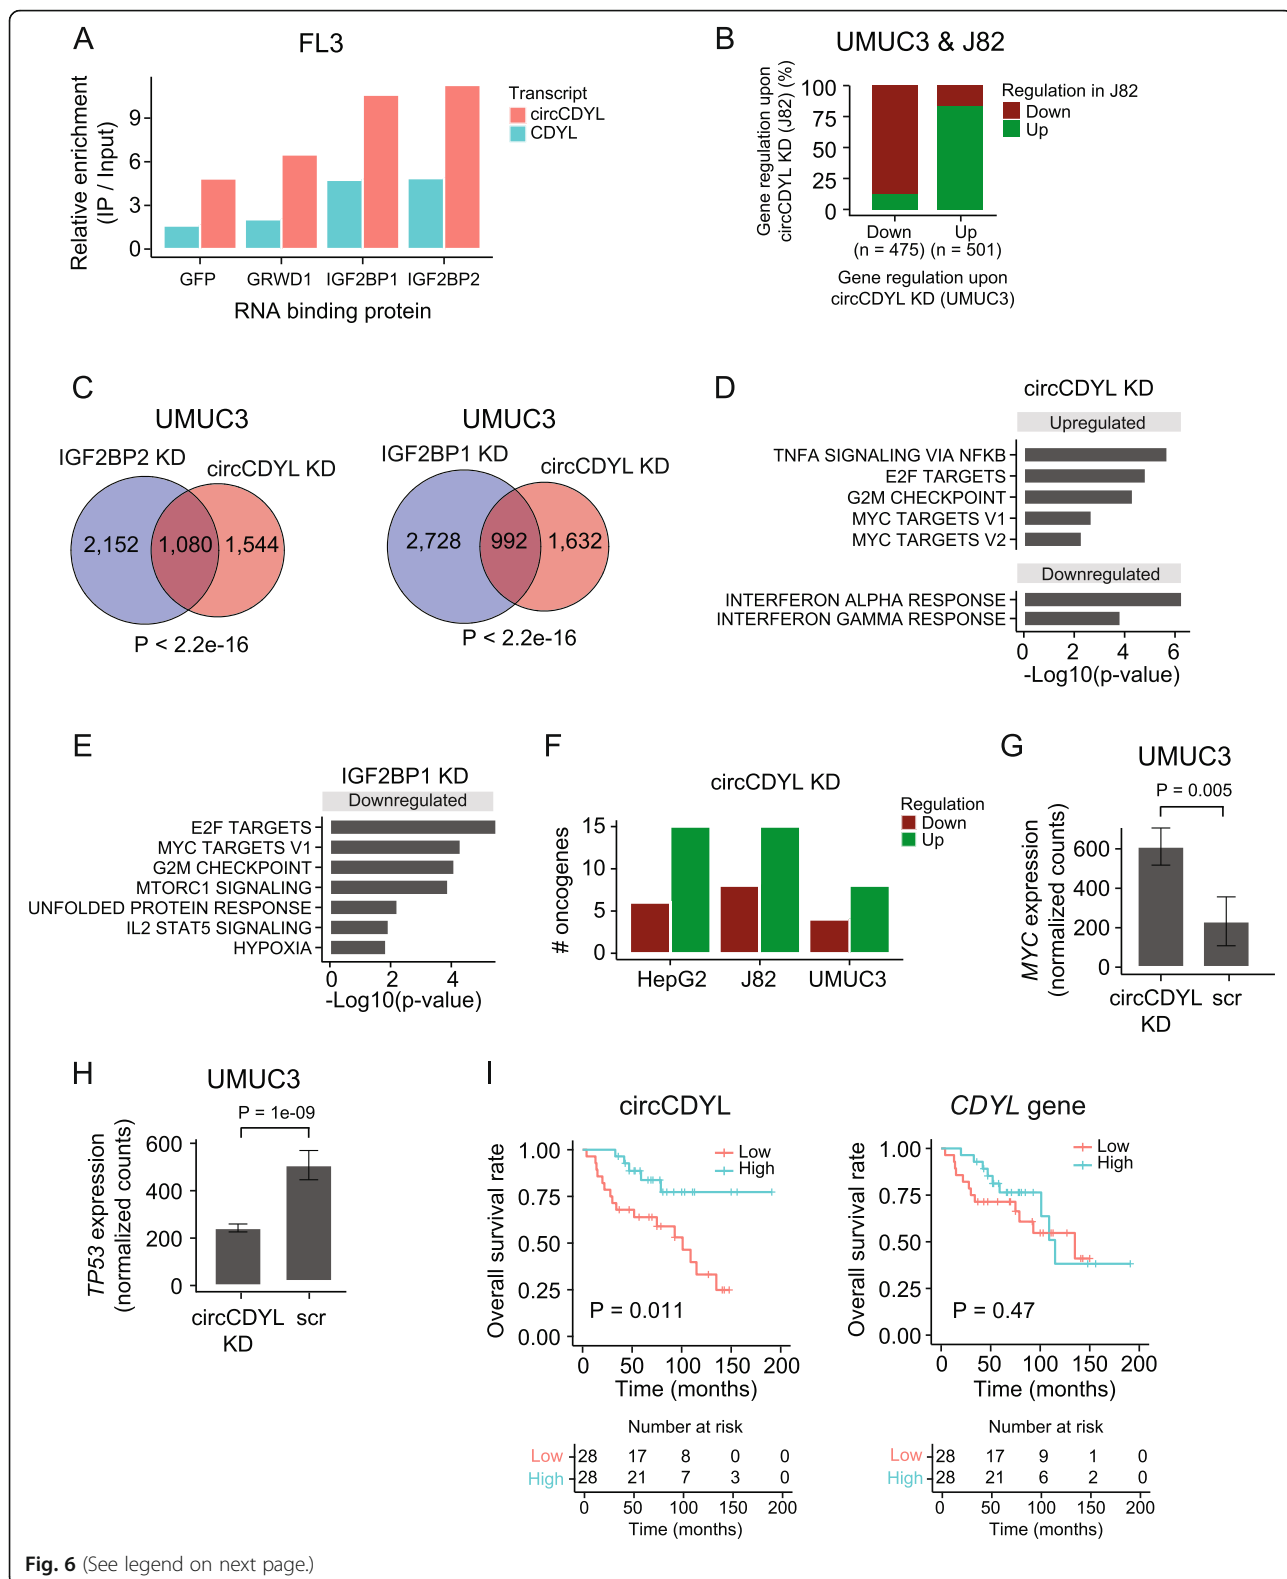 A
FL3
Relative enrichment
(IP / Input)
9
6
3
0
GFP GRWD1 IGF2BP1 IGF2BP2
RNA binding protein
Transcript
circCDYL
CDYL
B
UMUC3 & J82
Gene regulation upon
circCDYL KD (J82) (%)
100
75
50
25
0
Down Up
(n = 475) (n = 501)
Gene regulation upon
circCDYL KD (UMUC3)
Regulation in J82
Down
Up
C
UMUC3
IGF2BP2 KD
circCDYL KD
2,152 1,080 1,544
P < 2.2e-16
UMUC3
IGF2BP1 KD
circCDYL KD
2,728 992 1,632
P < 2.2e-16
D
circCDYL KD
Upregulated
TNFA SIGNALING VIA NFKB
E2F TARGETS
G2M CHECKPOINT
MYC TARGETS V1
MYC TARGETS V2
Downregulated
INTERFERON ALPHA RESPONSE
INTERFERON GAMMA RESPONSE
0 2 4 6
-Log10(p-value)
E
IGF2BP1 KD
Downregulated
E2F TARGETS
MYC TARGETS V1
G2M CHECKPOINT
MTORC1 SIGNALING
UNFOLDED PROTEIN RESPONSE
IL2 STAT5 SIGNALING
HYPOXIA
0 2 4
-Log10(p-value)
F
circCDYL KD
# oncogenes
15
10
5
0
HepG2 J82 UMUC3
Regulation
Down
Up
G
UMUC3
P = 0.005
MYC expression
(normalized counts)
600
400
200
0
circCDYL scr
KD
H
UMUC3
P = 1e-09
TP53 expression
(normalized counts)
600
400
200
0
circCDYL scr
KD
I
circCDYL
Overall survival rate
1.00
0.75
0.50
0.25
0.00
Low
High
P = 0.011
0 50 100 150 200
Time (months)
Number at risk
Low 28 17 8 0 0
High 28 21 7 3 0
0 50 100 150 200
Time (months)
CDYL gene
Overall survival rate
1.00
0.75
0.50
0.25
0.00
Low
High
P = 0.47
0 50 100 150 200
Time (months)
Number at risk
Low 28 17 9 1 0
High 28 21 6 2 0
0 50 100 150 200
Time (months)
Fig. 6 (See legend on next page.)